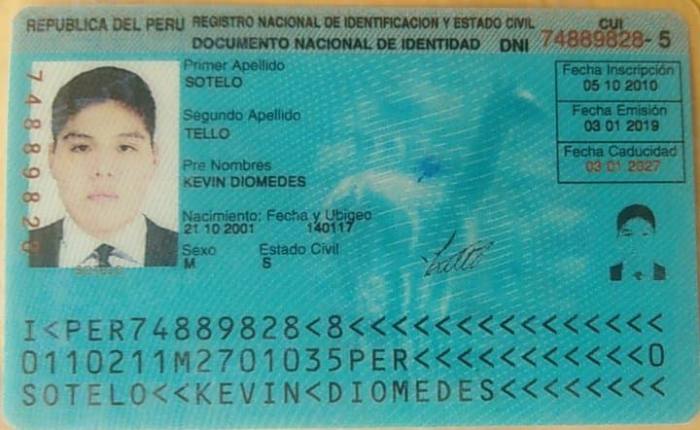 REPUBLICA DEL PERU REGISTRO NACIONAL DE IDENTIFICACION Y ESTADO CIVIL
DOCUMENTO NACIONAL DE IDENTIDAD DNI
CUI
74889828-5
74889828
Primer Apellido
SOTELO
Segundo Apellido
TELLO
Pre Nombres
KEVIN DIOMEDES
Nacimiento: Fecha y Ubigeo
21 10 2001 140117
Sexo Estado Civil
M S
Fecha Inscripción
05 10 2010
Fecha Emisión
03 01 2019
Fecha Caducidad
03 01 2027
I<PER74889828<8<<<<<<<<<<<<<<<
0110211M2701035PER<<<<<<<<<<<0
SOTELO<<KEVIN<DIOMEDES<<<<<<<<